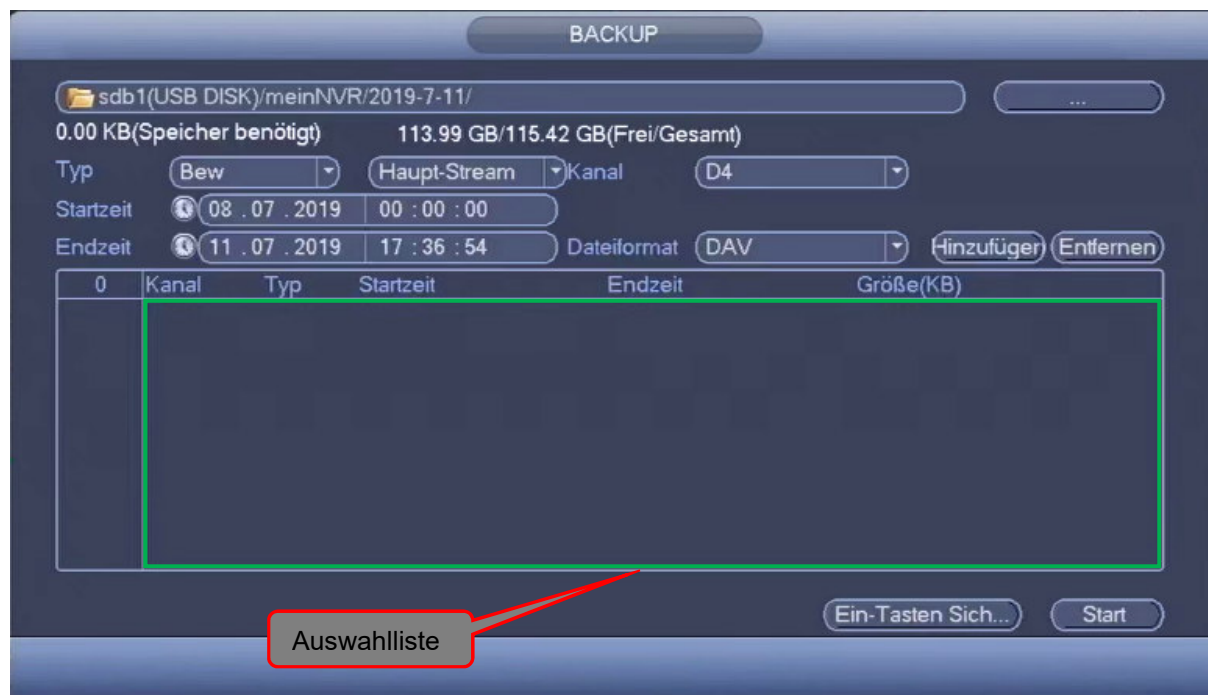 BACKUP
sdb1(USB DISK)/meinNVR/2019-7-11/ ...
0.00 KB(Speicher benötigt) 113.99 GB/115.42 GB(Frei/Gesamt)
Typ Bew Haupt-Stream Kanal D4
Startzeit 08 .07 .2019 00 : 00 : 00
Endzeit 11 .07 .2019 17 : 36 : 54 Dateiformat DAV Hinzufügen Entfernen
0 Kanal Typ Startzeit Endzeit Größe(KB)
Ein-Tasten Sich... Start
Auswahlliste